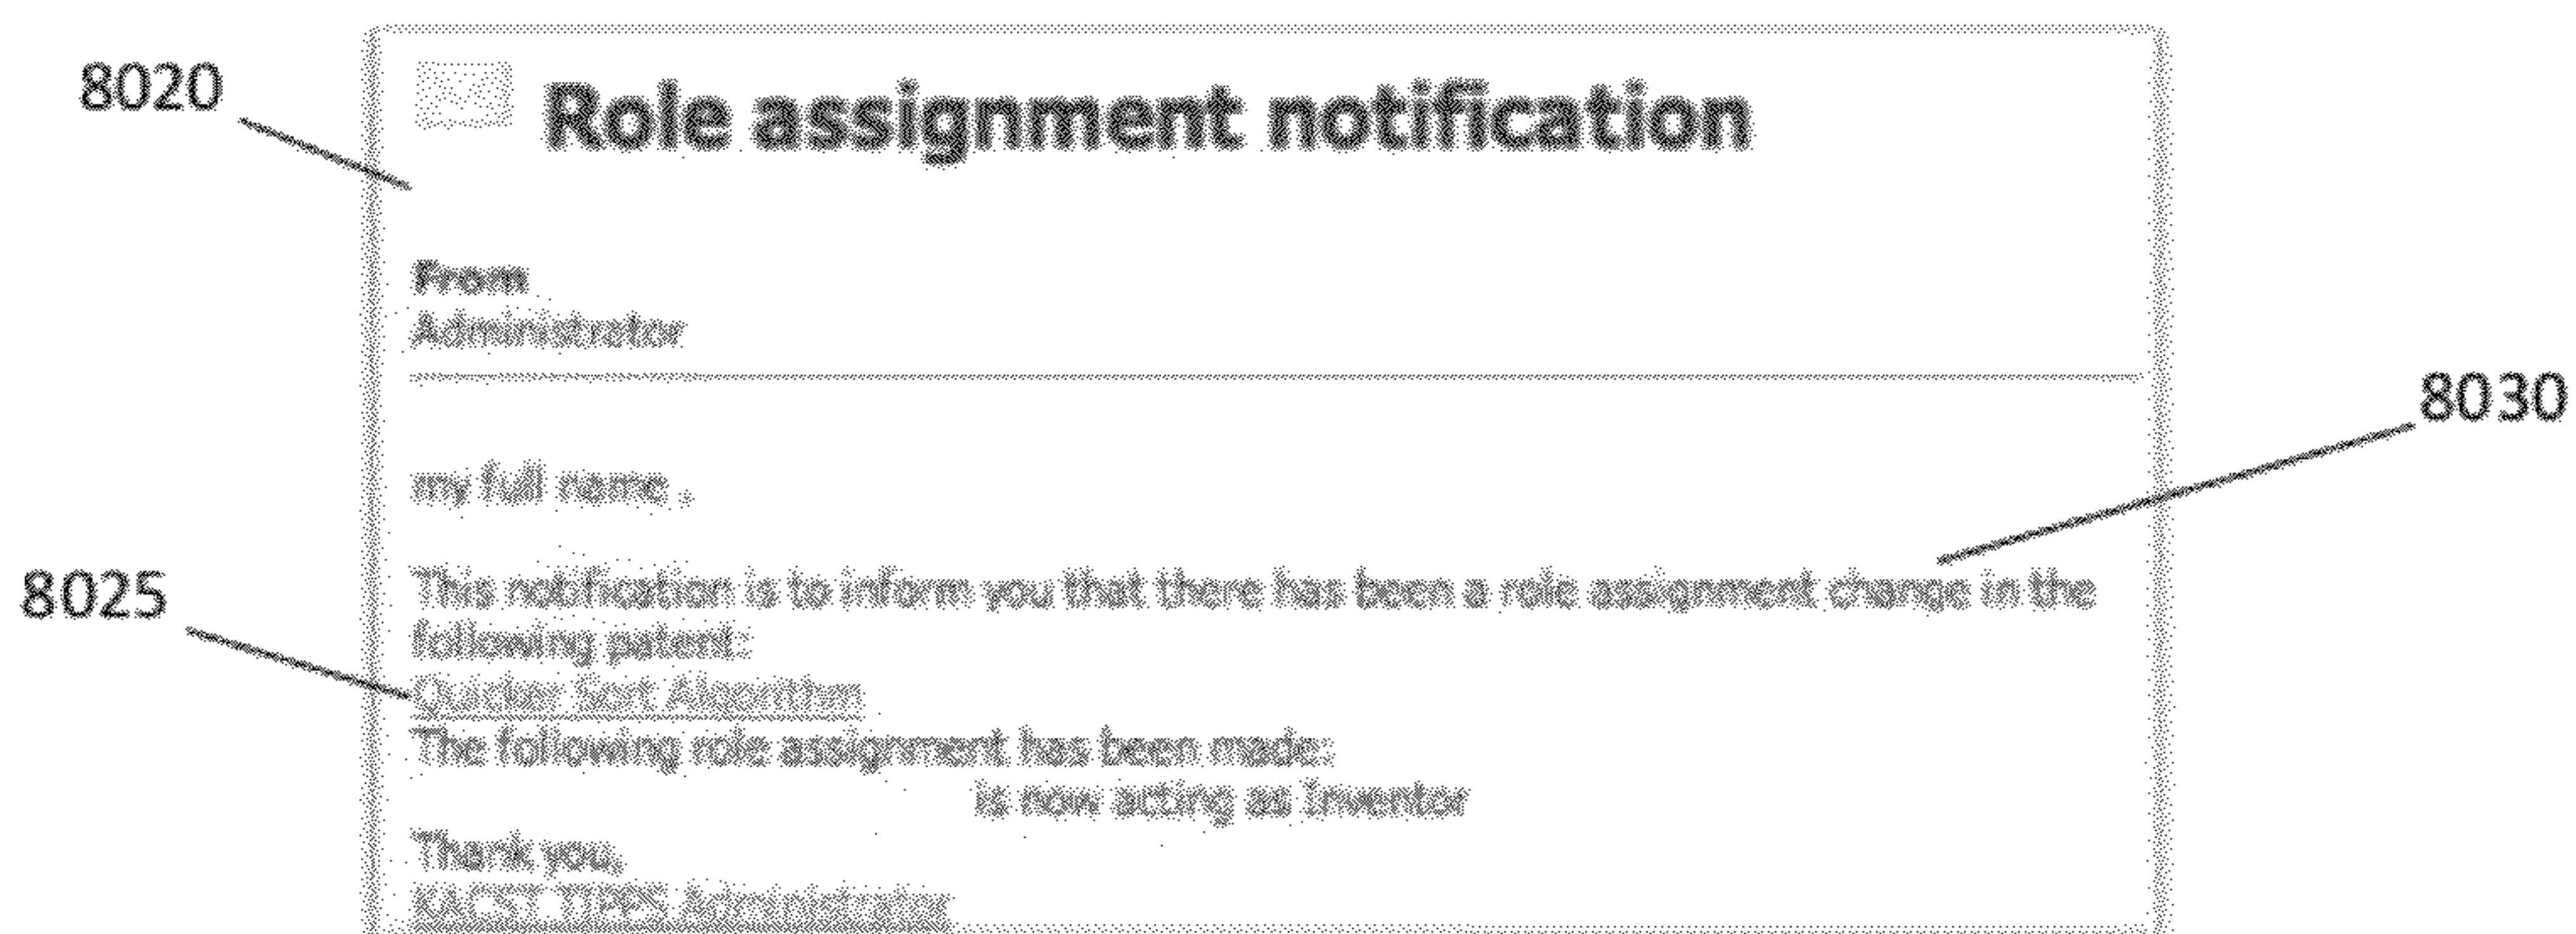 8020
Role assignment notification
From
Administrator
8030
my full name ,
8025
This notification is to inform you that there has been a role assignment change in the
following patent:
Quicker Sort Algorithm
The following role assignment has been made:
is now acting as Inventor
Thank you,
KACST TIPPS Administrator